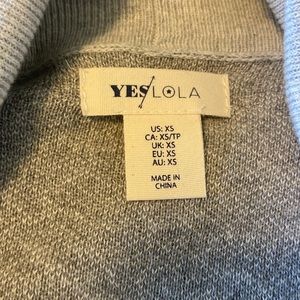 YES/LOLA
US: XS
CA: XS/TP
UK: XS
EU: XS
AU: XS
MADE IN
CHINA